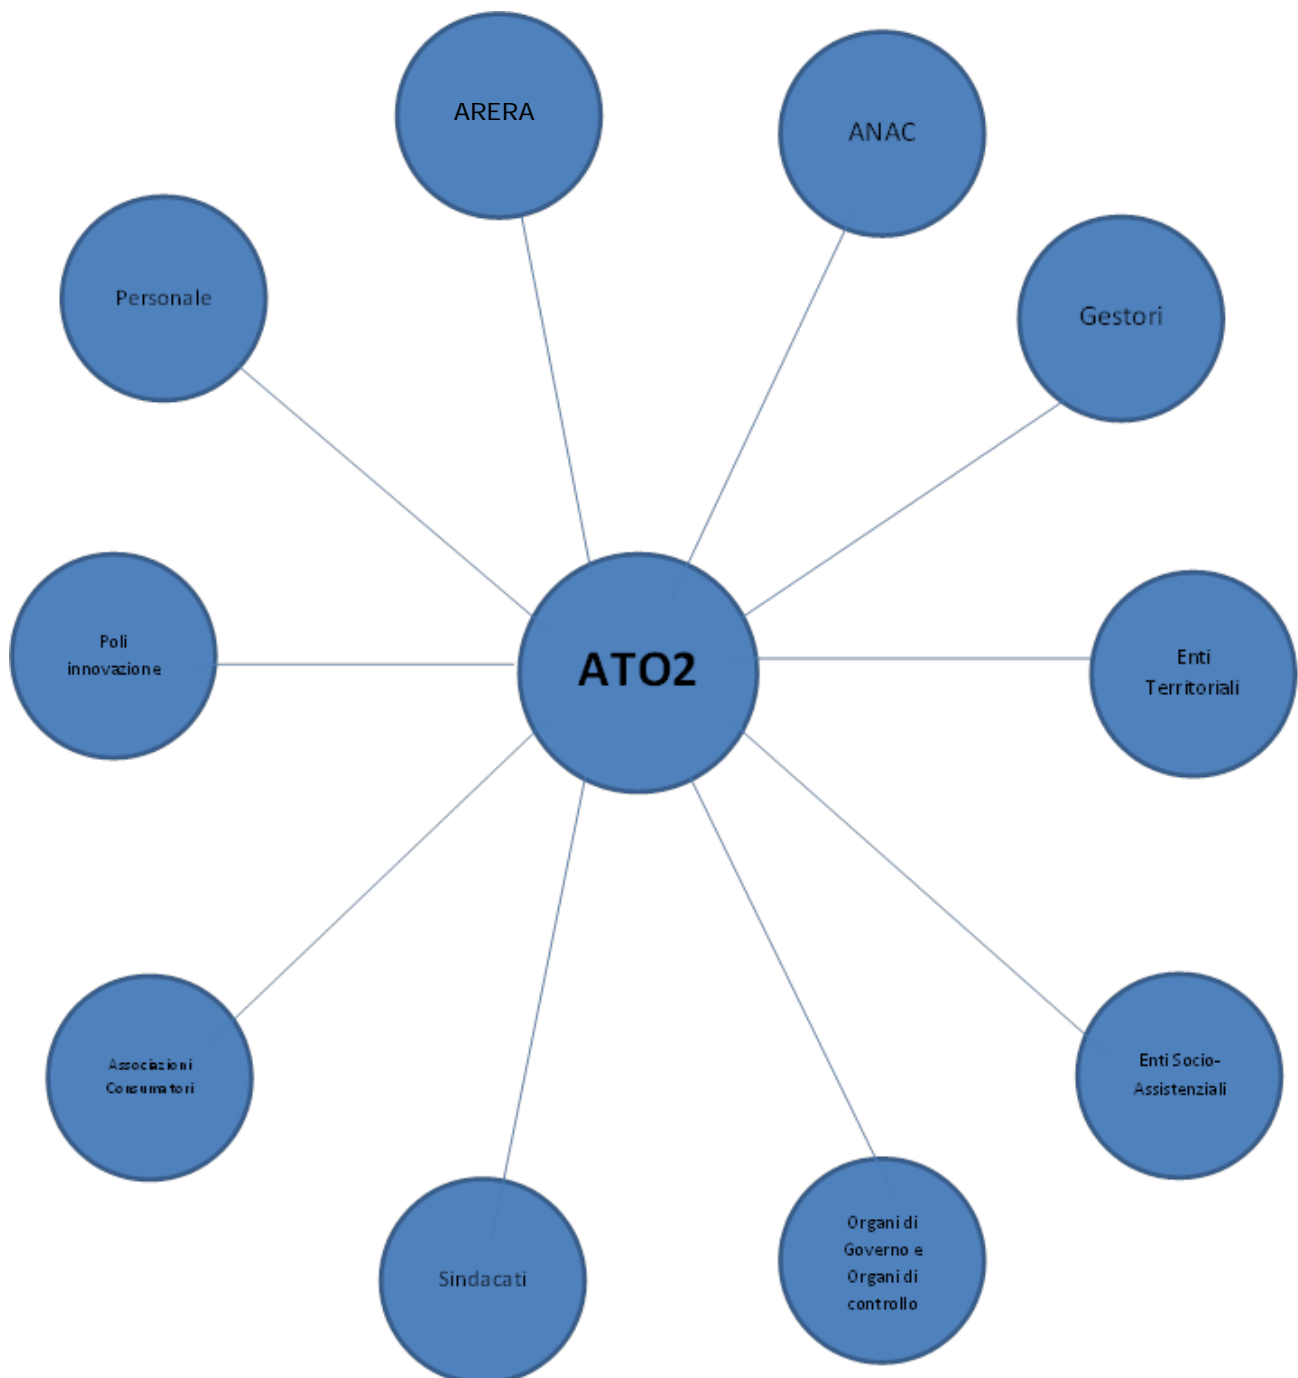 ARERA
ANAC
Personale
Gestori
Poli
innovazione
ATO2
Enti
Territoriali
Associazioni
Consumatori
Enti Socio-
Assistenziali
Sindacati
Organi di
Governo e
Organi di
controllo